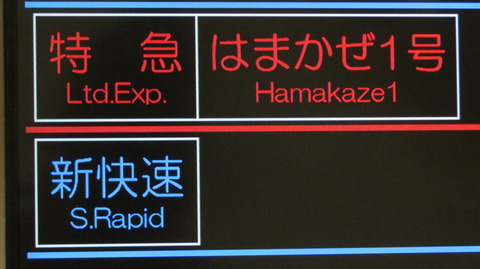 特 急 はまかぜ1号
Ltd.Exp. Hamakaze1
新快速
S.Rapid